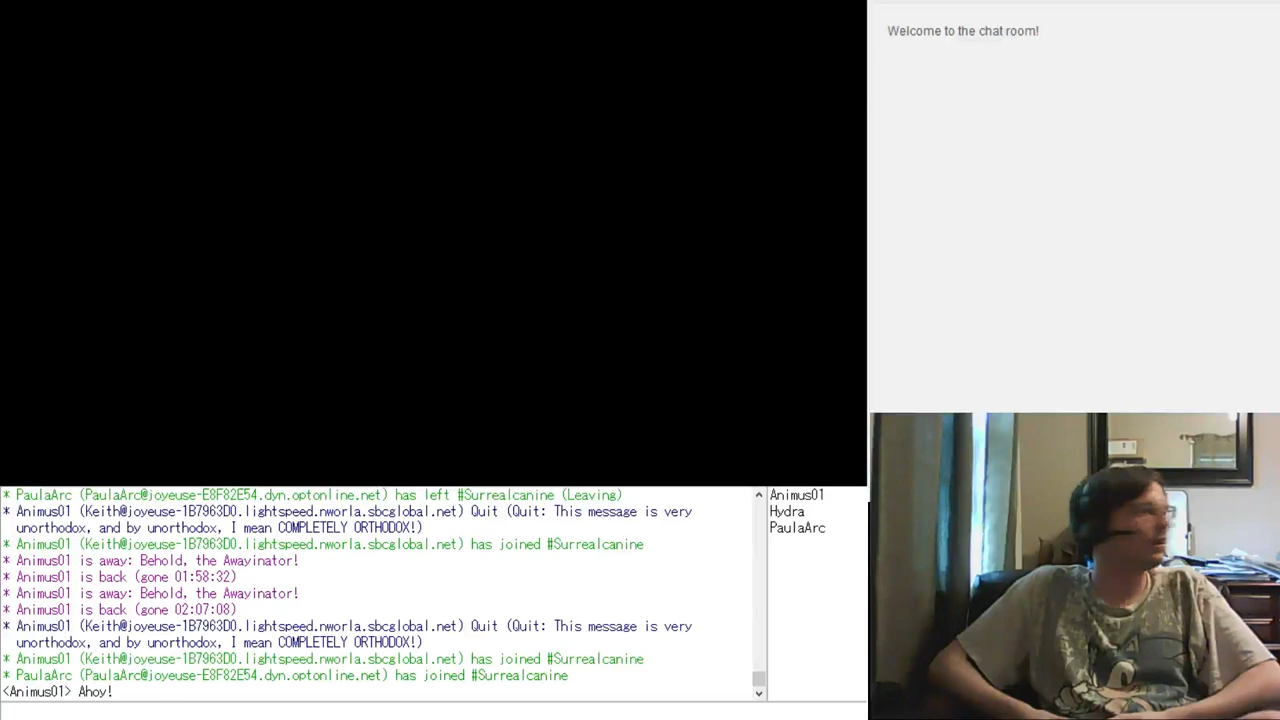 Welcome to the chat room!
* PaulaArc (PaulaArc@joyeuse-E8F82E54.dyn.optonline.net) has left #Surrealcanine (Leaving)
* Animus01 (Keith@joyeuse-1B7963D0.lightspeed.nworla.sbcglobal.net) Quit (Quit: This message is very
unorthodox, and by unorthodox, I mean COMPLETELY ORTHODOX!)
* Animus01 (Keith@joyeuse-1B7963D0.lightspeed.nworla.sbcglobal.net) has joined #Surrealcanine
* Animus01 is away: Behold, the Awayinator!
* Animus01 is back (gone 01:58:32)
* Animus01 is away: Behold, the Awayinator!
* Animus01 is back (gone 02:07:08)
* Animus01 (Keith@joyeuse-1B7963D0.lightspeed.nworla.sbcglobal.net) Quit (Quit: This message is very
unorthodox, and by unorthodox, I mean COMPLETELY ORTHODOX!)
* Animus01 (Keith@joyeuse-1B7963D0.lightspeed.nworla.sbcglobal.net) has joined #Surrealcanine
* PaulaArc (PaulaArc@joyeuse-E8F82E54.dyn.optonline.net) has joined #Surrealcanine
<Animus01> Ahoy!
Animus01
Hydra
PaulaArc